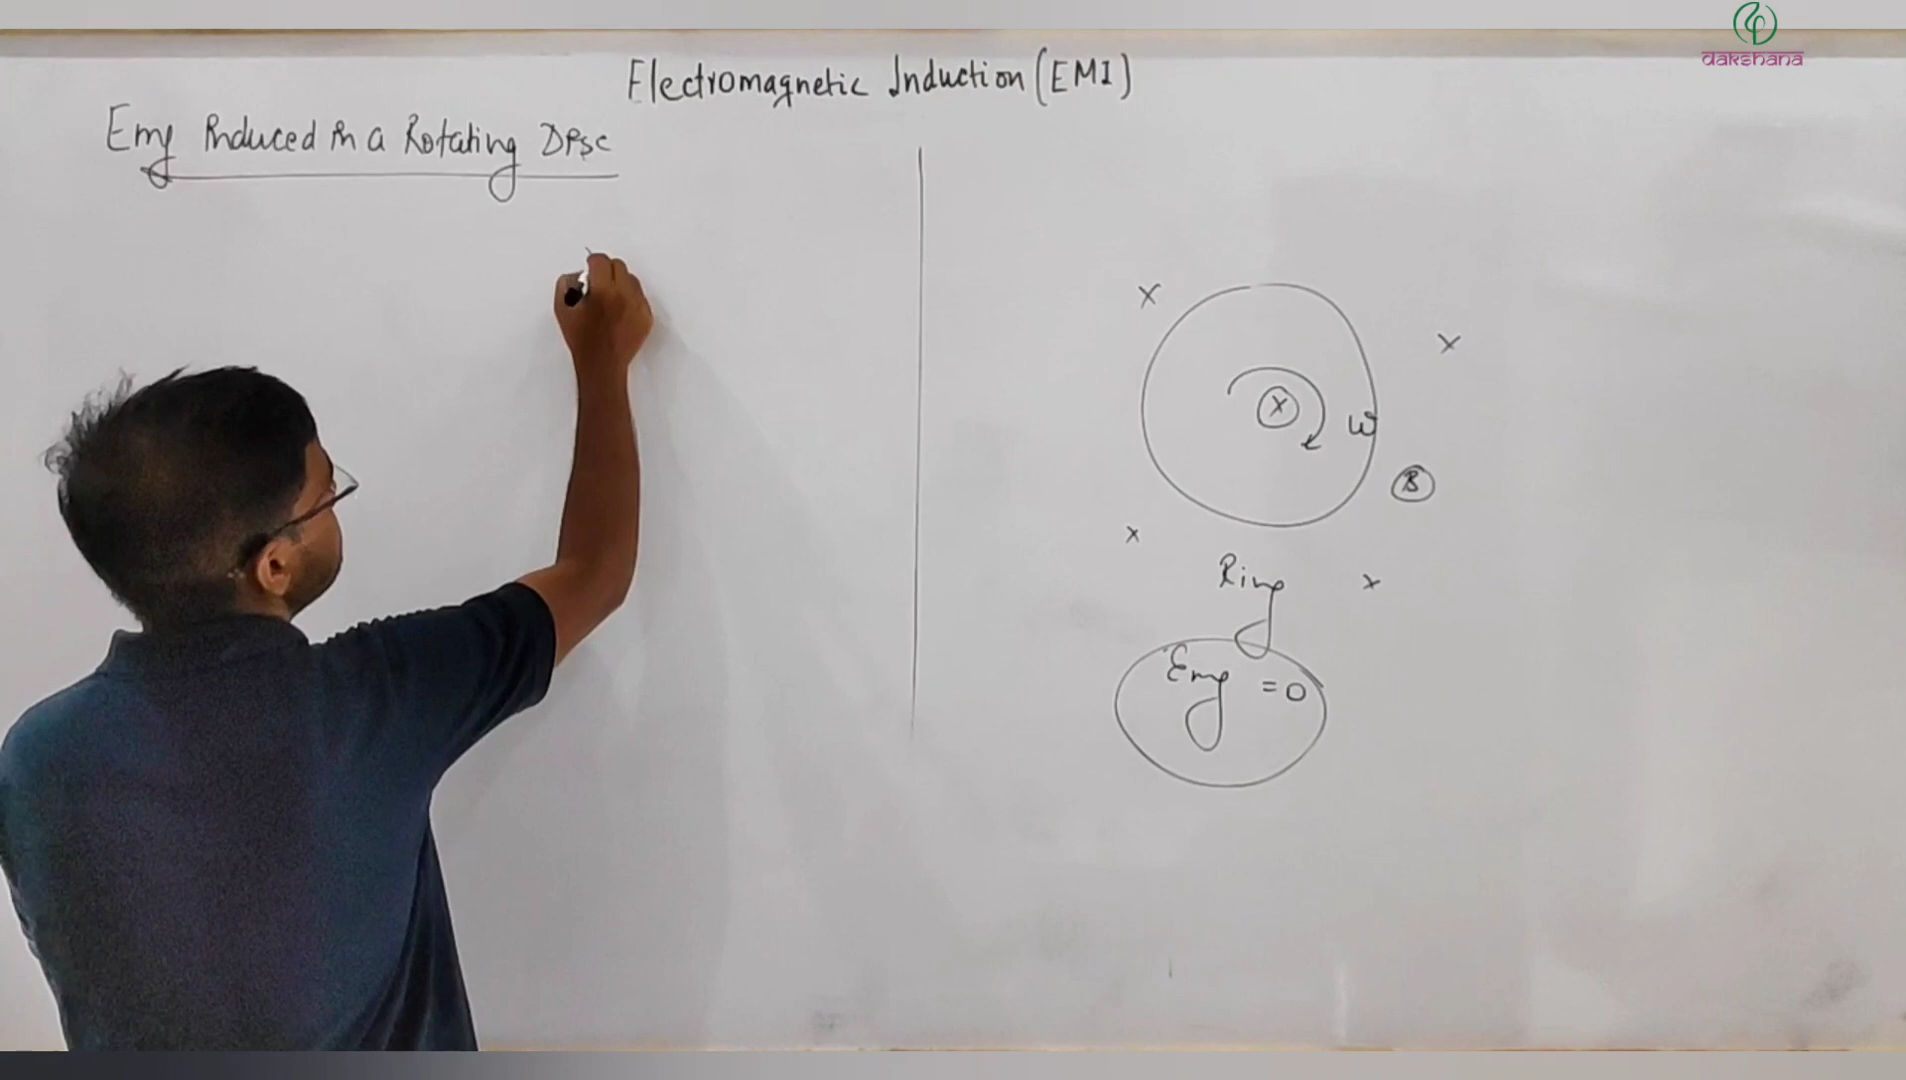 dakshana
Electromagnetic Induction (EMI)
Emf Induced in a Rotating Disc
X
X
X
ω
B
X
X
Ring
Emf = 0